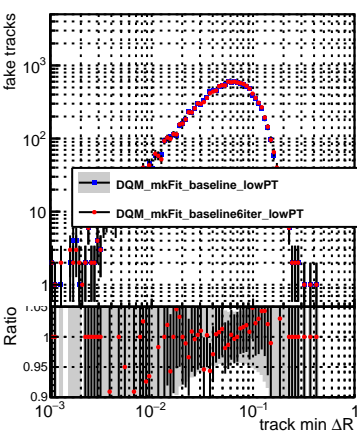 fake tracks
10³
10²
10
1
DQM_mkFit_baseline_lowPT
DQM_mkFit_baseline6iter_lowPT
Ratio
1.05
1
0.95
0.9
10⁻³
10⁻²
10⁻¹
1
track min ΔR